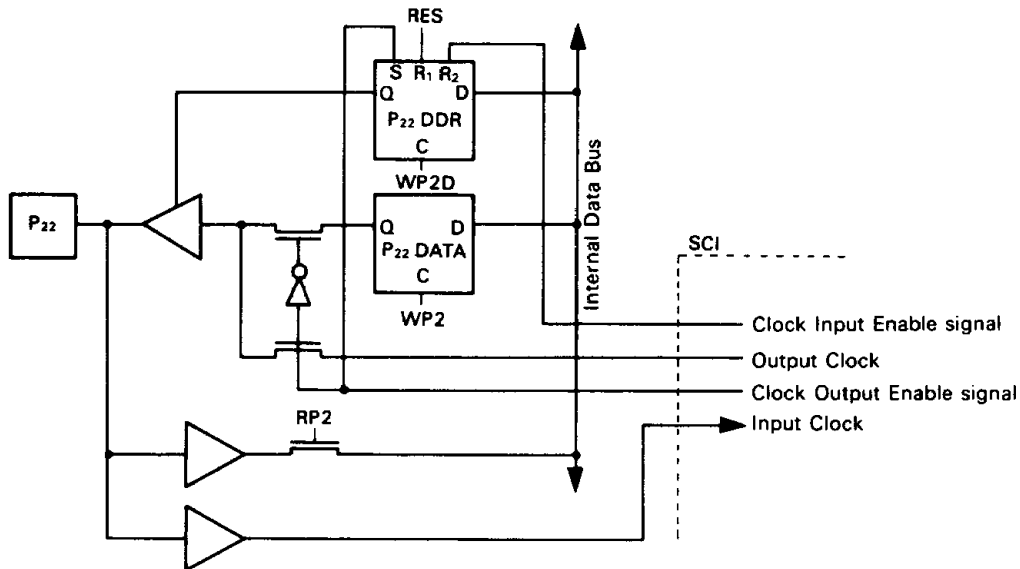 RES
S R₁ R₂
Q D
P₂₂ DDR
C
WP2D
P₂₂
Q D
P₂₂ DATA
C
WP2
Internal Data Bus
SCI
Clock Input Enable signal
Output Clock
Clock Output Enable signal
Input Clock
RP2